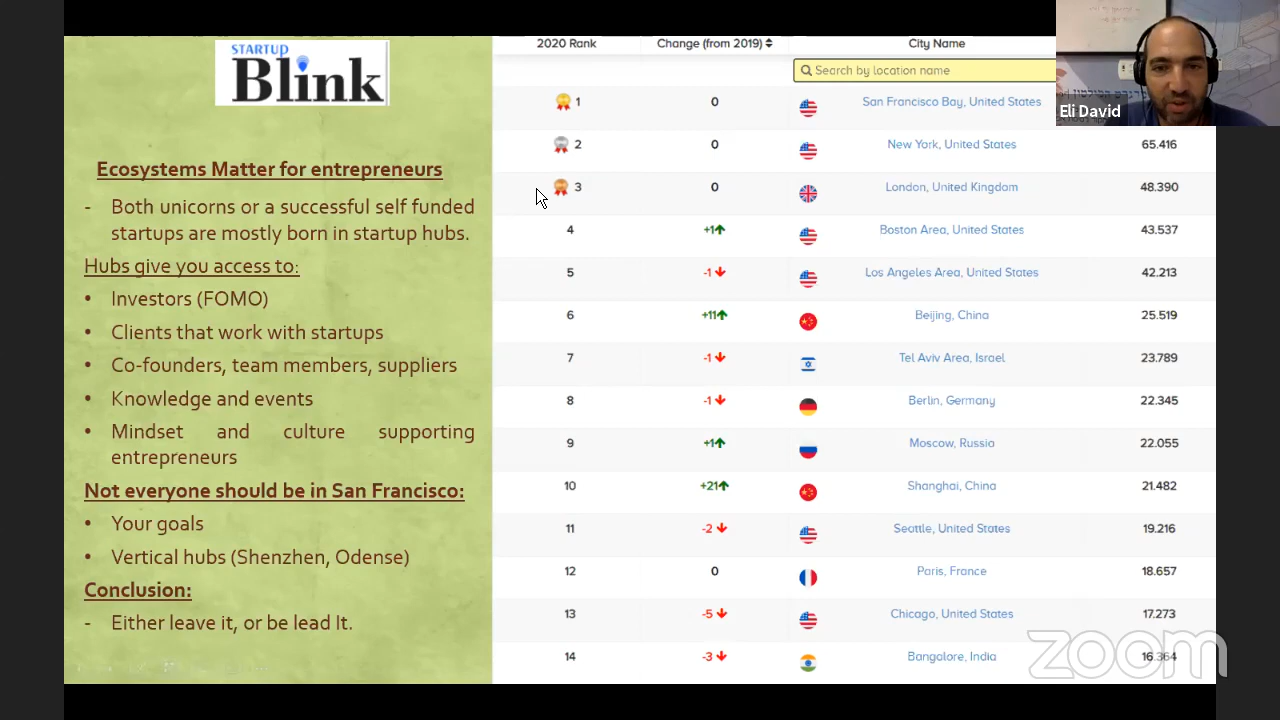 STARTUP
Blink
Ecosystems Matter for entrepreneurs
- Both unicorns or a successful self funded
startups are mostly born in startup hubs.
Hubs give you access to:
• Investors (FOMO)
• Clients that work with startups
• Co-founders, team members, suppliers
• Knowledge and events
• Mindset and culture supporting
entrepreneurs
Not everyone should be in San Francisco:
• Your goals
• Vertical hubs (Shenzhen, Odense)
Conclusion:
- Either leave it, or be lead It.
2020 Rank Change (from 2019) City Name
Search by location name
1 0 San Francisco Bay, United States
2 0 New York, United States 65.416
3 0 London, United Kingdom 48.390
4 +1 Boston Area, United States 43.537
5 -1 Los Angeles Area, United States 42.213
6 +11 Beijing, China 25.519
7 -1 Tel Aviv Area, Israel 23.789
8 -1 Berlin, Germany 22.345
9 +1 Moscow, Russia 22.055
10 +21 Shanghai, China 21.482
11 -2 Seattle, United States 19.216
12 0 Paris, France 18.657
13 -5 Chicago, United States 17.273
14 -3 Bangalore, India 16.364
Eli David
zoom